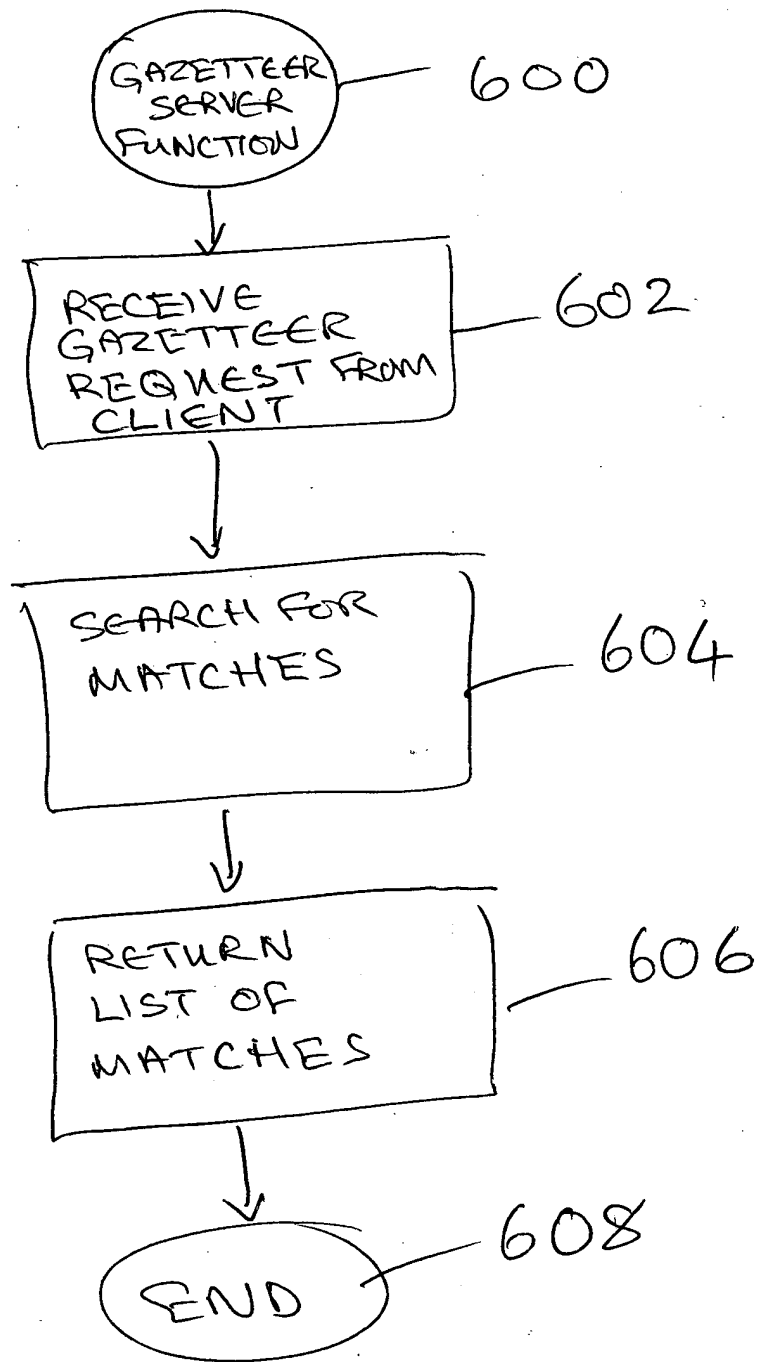 GAZETTEER
SERVER
FUNCTION
600
RECEIVE
GAZETTEER
REQUEST FROM
CLIENT
602
SEARCH FOR
MATCHES
604
RETURN
LIST OF
MATCHES
606
END
608